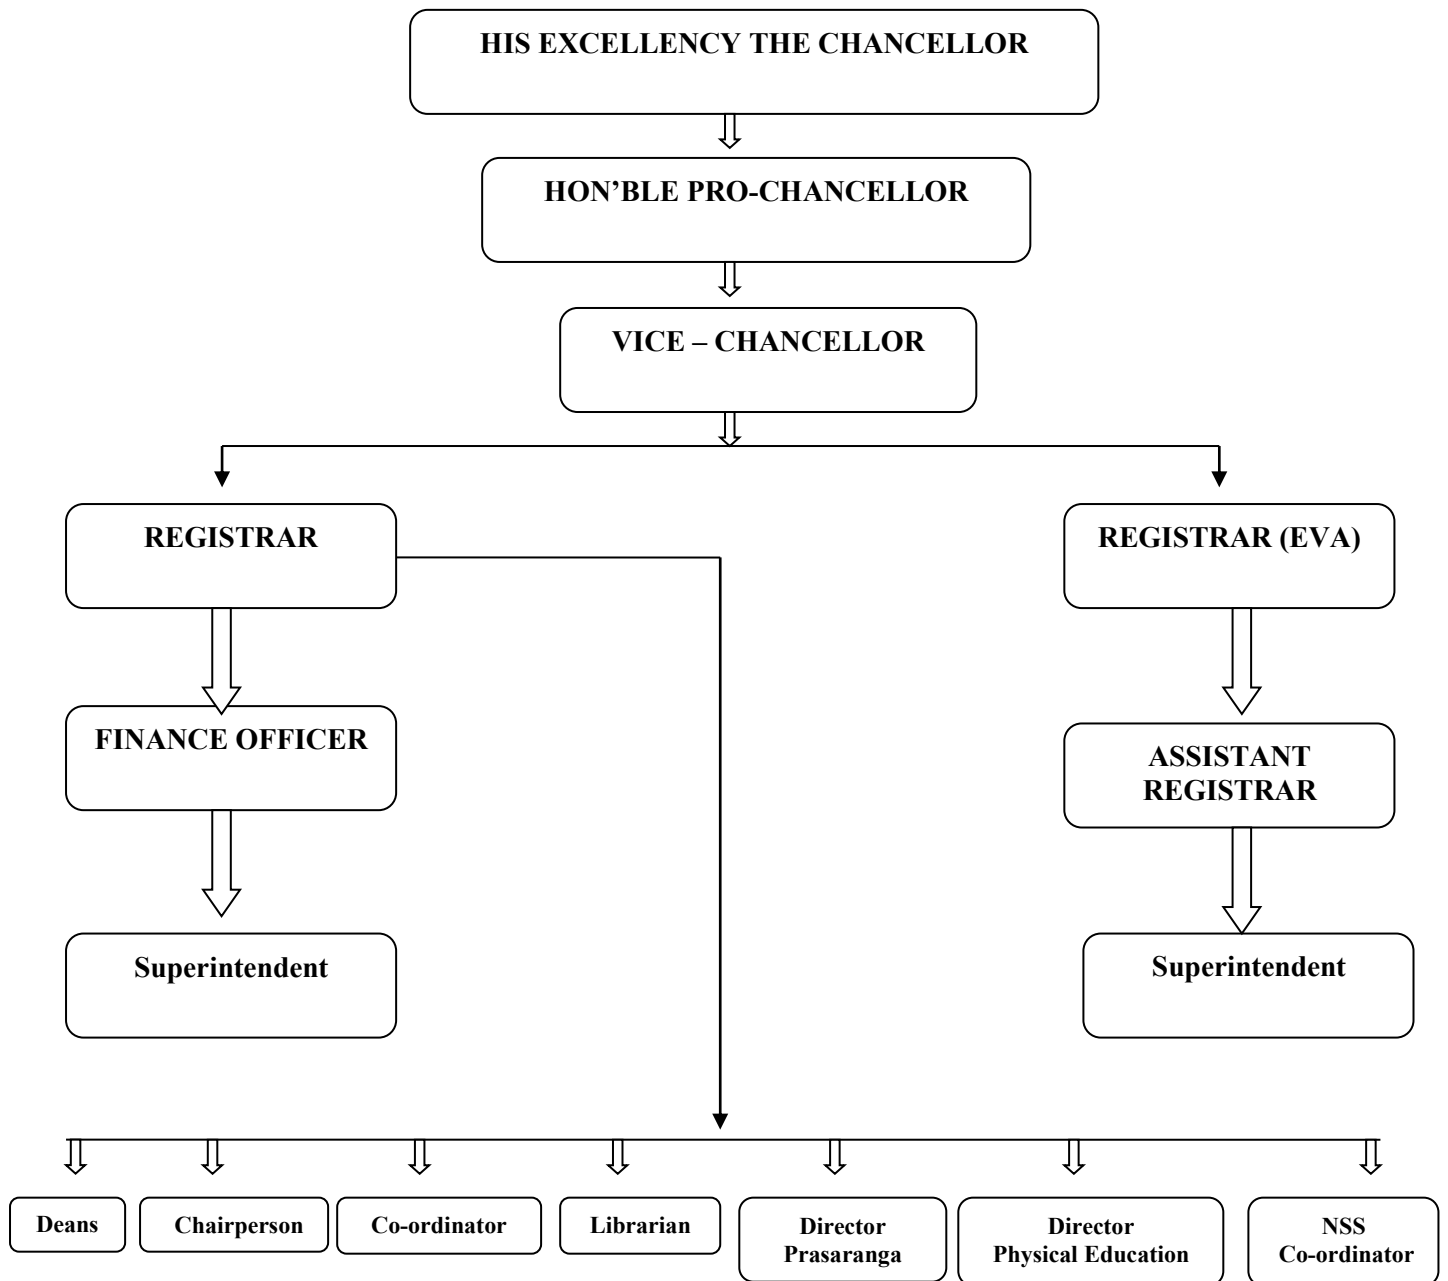 HIS EXCELLENCY THE CHANCELLOR
HON’BLE PRO-CHANCELLOR
VICE – CHANCELLOR
REGISTRAR
REGISTRAR (EVA)
FINANCE OFFICER
ASSISTANT
REGISTRAR
Superintendent
Superintendent
Deans
Chairperson
Co-ordinator
Librarian
Director
Prasaranga
Director
Physical Education
NSS
Co-ordinator